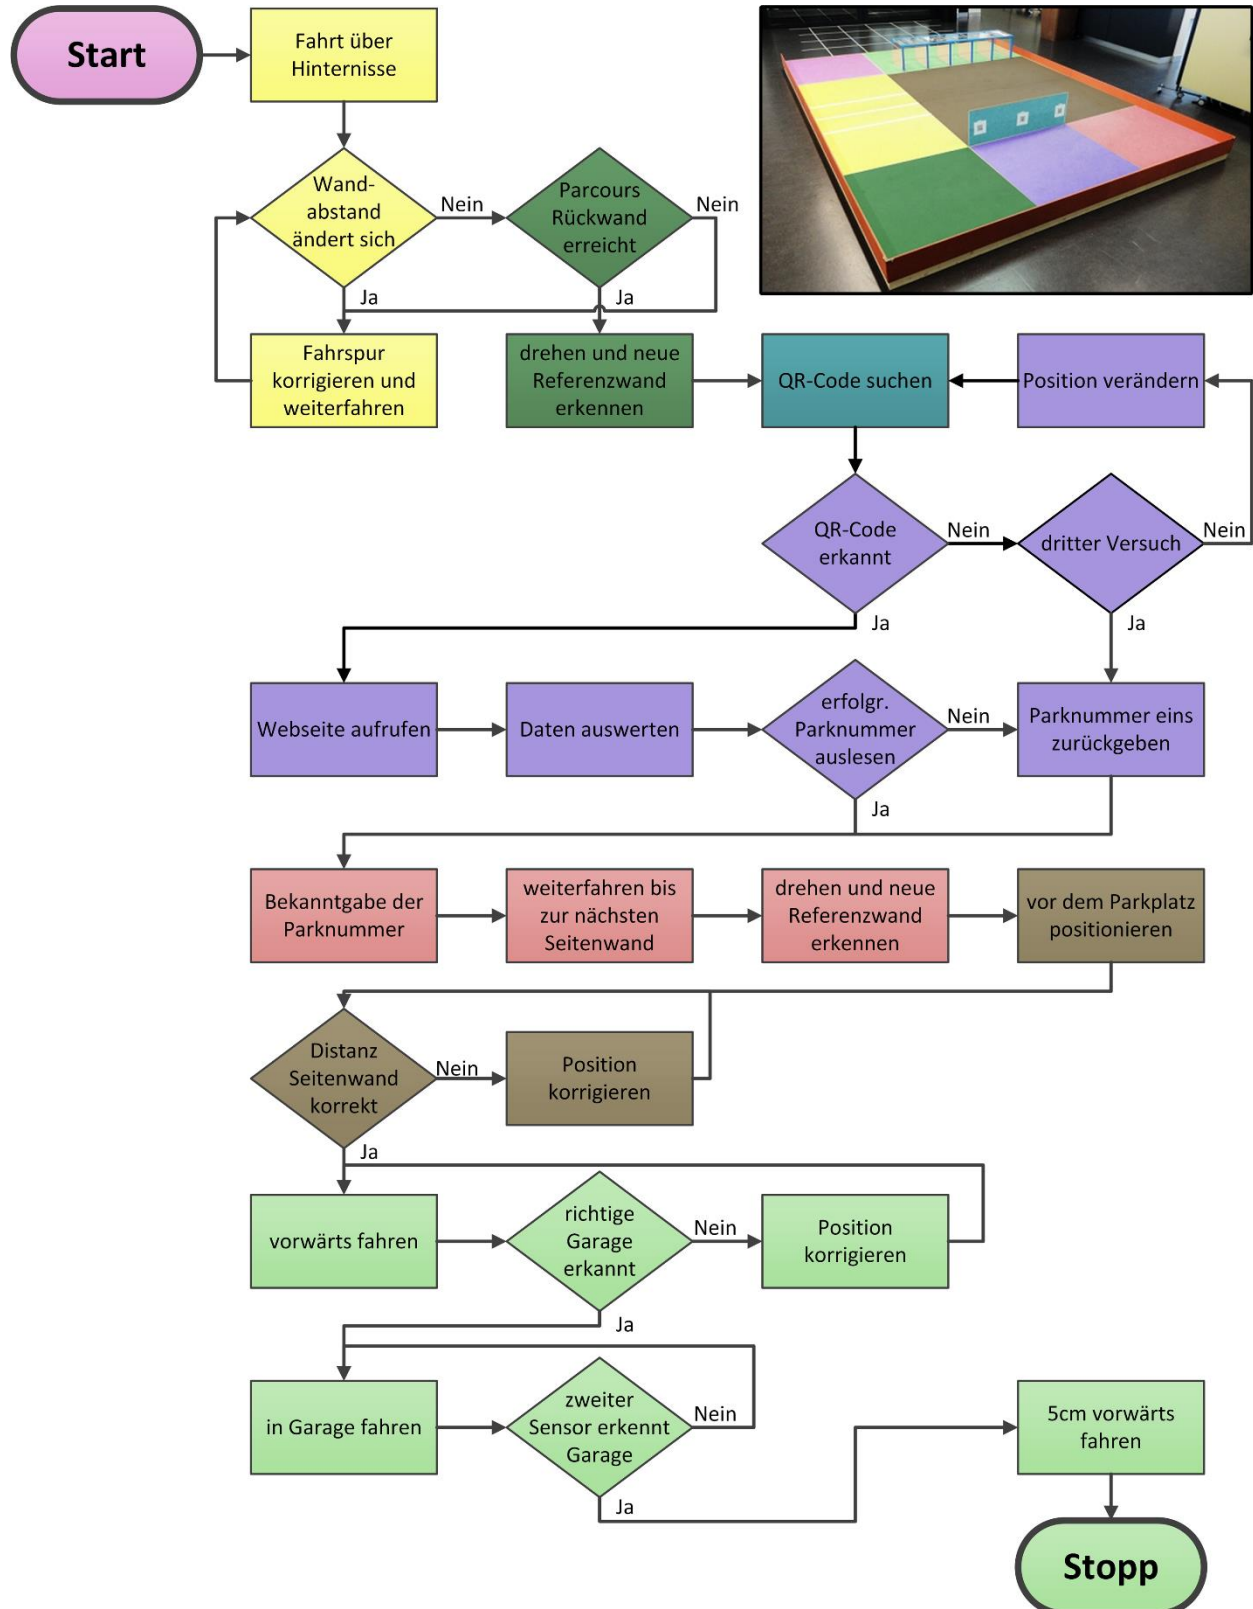 Start
Fahrt über
Hinternisse
Wand-
abstand
ändert sich
Nein
Parcours
Rückwand
erreicht
Nein
Ja
Ja
Fahrspur
korrigieren und
weiterfahren
drehen und neue
Referenzwand
erkennen
QR-Code suchen
Position verändern
QR-Code
erkannt
Nein
dritter Versuch
Nein
Ja
Ja
Webseite aufrufen
Daten auswerten
erfolgr.
Parknummer
auslesen
Nein
Parknummer eins
zurückgeben
Ja
Bekanntgabe der
Parknummer
weiterfahren bis
zur nächsten
Seitenwand
drehen und neue
Referenzwand
erkennen
vor dem Parkplatz
positionieren
Distanz
Seitenwand
korrekt
Nein
Position
korrigieren
Ja
vorwärts fahren
richtige
Garage
erkannt
Nein
Position
korrigieren
Ja
in Garage fahren
zweiter
Sensor erkennt
Garage
Nein
5cm vorwärts
fahren
Ja
Stopp